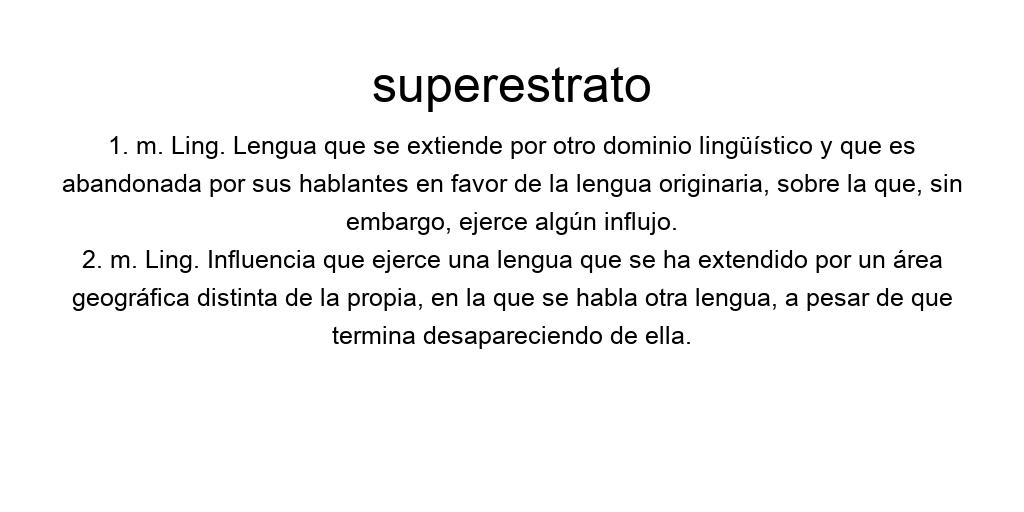 superestrato
1. m. Ling. Lengua que se extiende por otro dominio lingüístico y que es
abandonada por sus hablantes en favor de la lengua originaria, sobre la que, sin
embargo, ejerce algún influjo.
2. m. Ling. Influencia que ejerce una lengua que se ha extendido por un área
geográfica distinta de la propia, en la que se habla otra lengua, a pesar de que
termina desapareciendo de ella.